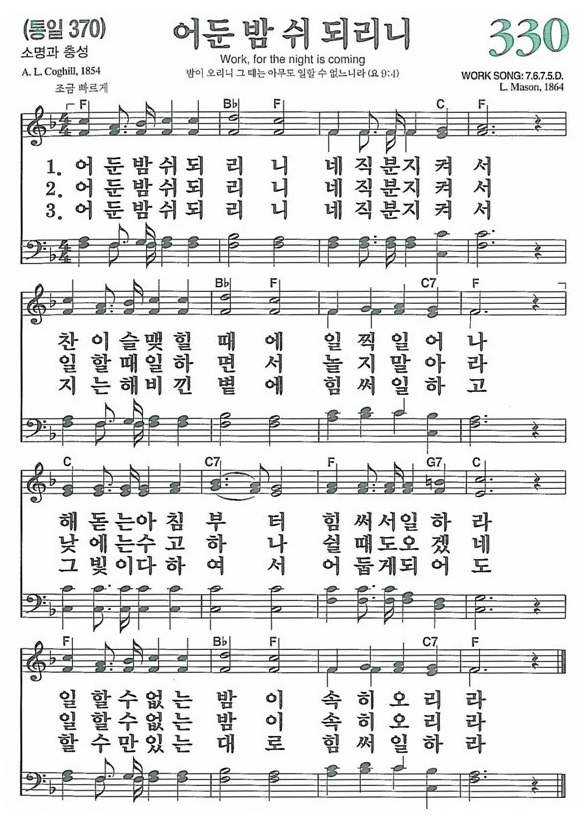 (통일 370)
어둔 밤 쉬 되리니
330
소명과 충성
Work, for the night is coming
A. L. Coghill, 1854
밤이 오리니 그 때는 아무도 일할 수 없느니라 (요 9:4)
WORK SONG: 7.6.7.5.D.
L. Mason, 1864
조금 빠르게
F B♭ F C F
1. 어 둔 밤 쉬 되 리 니 네 직 분 지 켜 서
2. 어 둔 밤 쉬 되 리 니 네 직 분 지 켜 서
3. 어 둔 밤 쉬 되 리 니 네 직 분 지 켜 서
B♭ F C7 F
찬 이 슬 맺 힐 때 에 일 찍 일 어 나
일 할 때 일 하 면 서 놀 지 말 아 라
지 는 해 비 낀 볕 에 힘 써 일 하 고
C C7 F G7 C
해 돋 는 아 침 부 터 힘 써 서 일 하 라
낮 에 는 수 고 하 나 쉴 때 도 오 겠 네
그 빛 이 다 하 여 서 어 둡 게 되 어 도
F B♭ F C7 F
일 할 수 없 는 밤 이 속 히 오 리 라
일 할 수 없 는 밤 이 속 히 오 리 라
할 수 만 있 는 대 로 힘 써 일 하 라